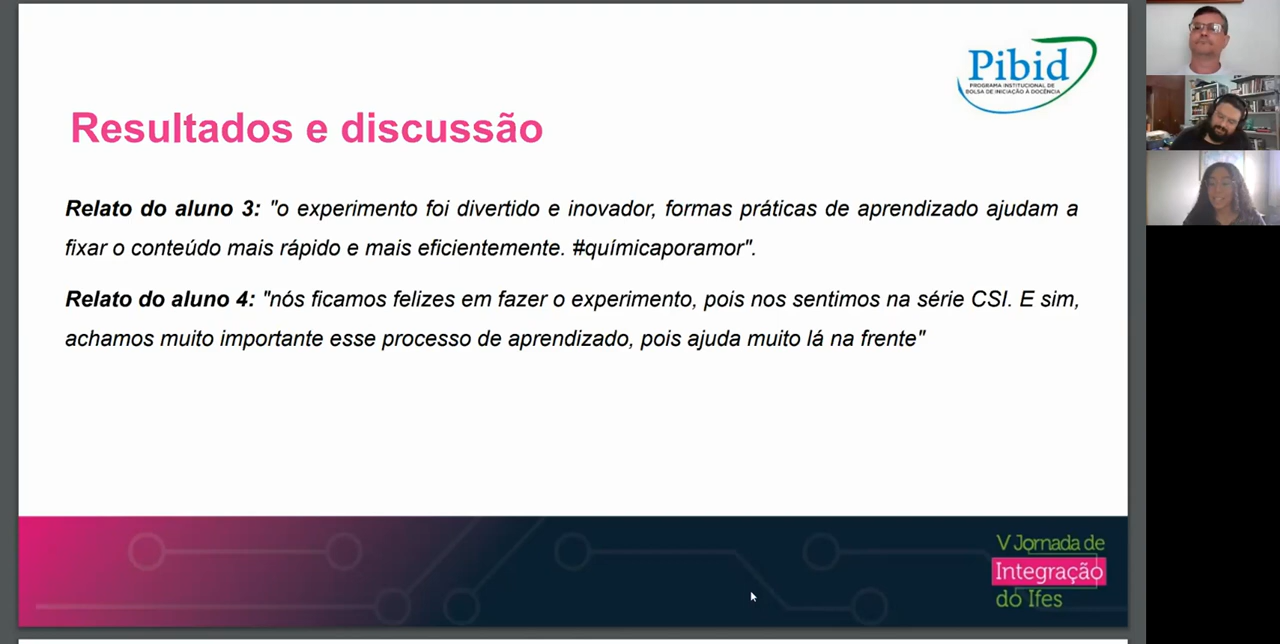 Pibid
PROGRAMA INSTITUCIONAL DE
BOLSA DE INICIAÇÃO À DOCÊNCIA
Resultados e discussão
Relato do aluno 3: "o experimento foi divertido e inovador, formas práticas de aprendizado ajudam a
fixar o conteúdo mais rápido e mais eficientemente. #químicaporamor".
Relato do aluno 4: "nós ficamos felizes em fazer o experimento, pois nos sentimos na série CSI. E sim,
achamos muito importante esse processo de aprendizado, pois ajuda muito lá na frente"
V Jornada de
Integração
do Ifes